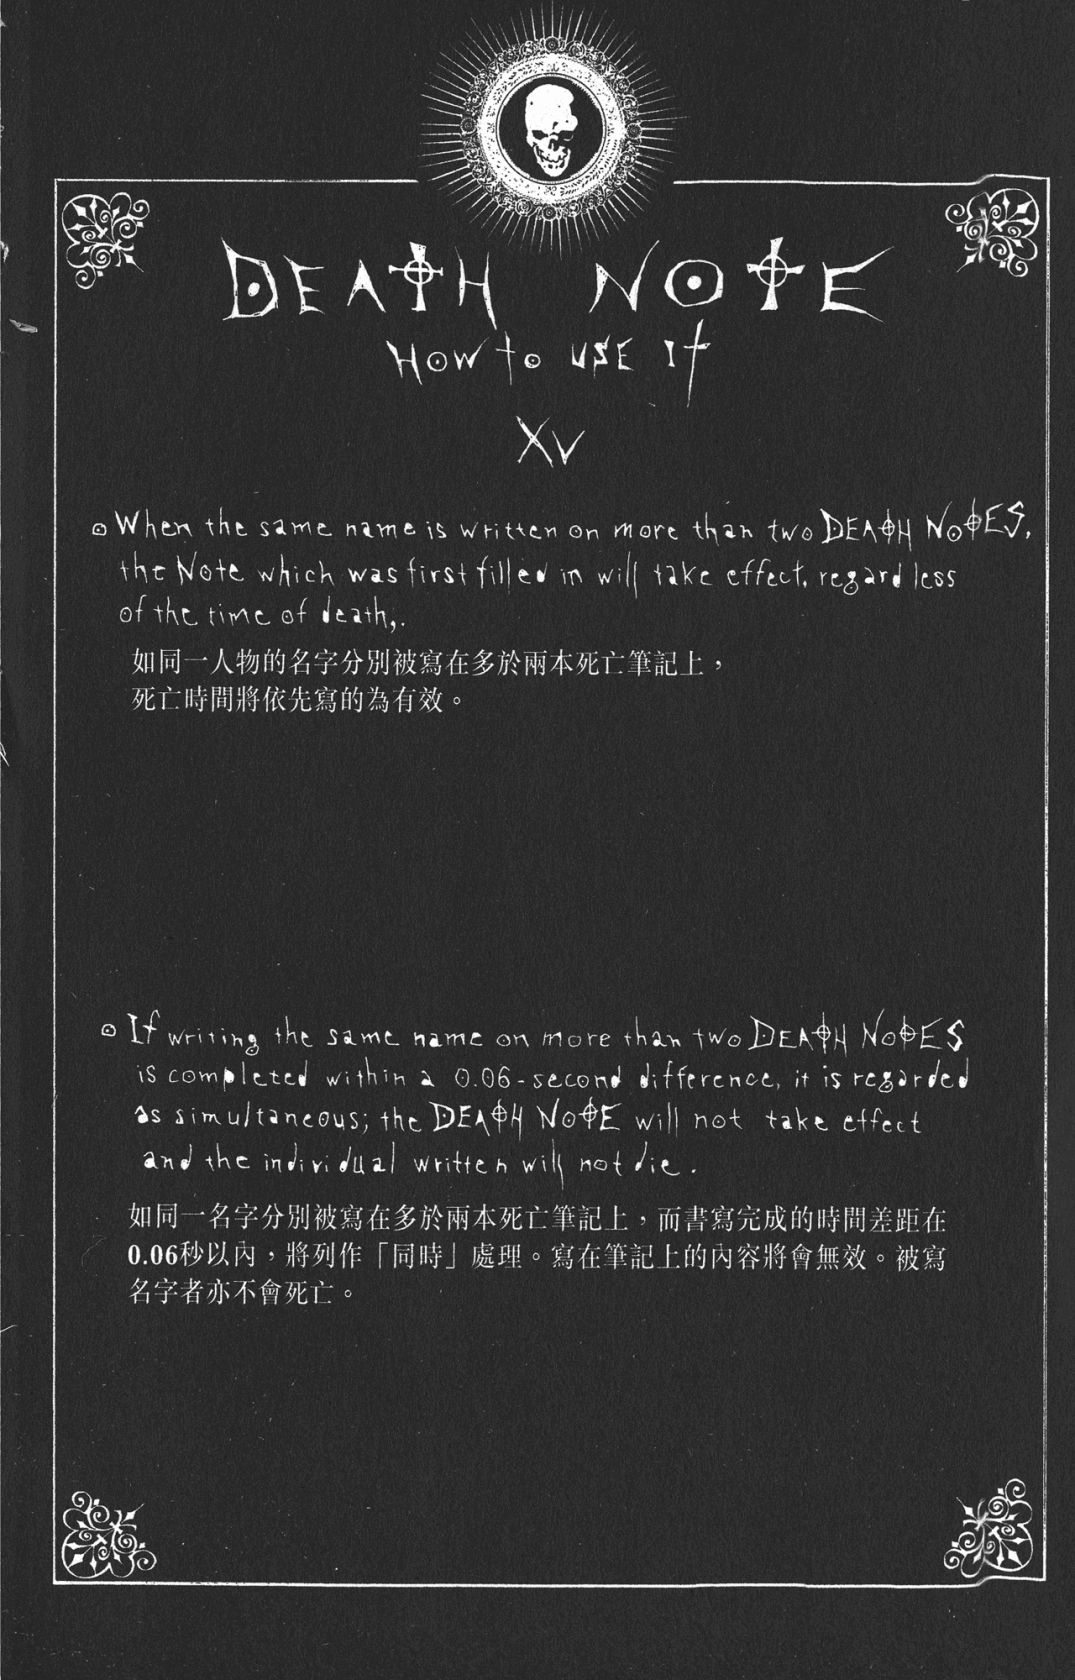 DEATH NOTE
HOW to USE It
XV
When the same name is written on more than two DEATH NOTES,
the Note which was first filled in will take effect, regardless
of the time of death,.
如同一人物的名字分別被寫在多於兩本死亡筆記上，
死亡時間將依先寫的為有效。
If writing the same name on more than two DEATH NOTES
is completed within a 0.06-second difference, it is regarded
as simultaneous; the DEATH NOTE will not take effect
and the individual written will not die.
如同一名字分別被寫在多於兩本死亡筆記上，而書寫完成的時間差距在
0.06秒以內，將列作「同時」處理。寫在筆記上的內容將會無效。被寫
名字者亦不會死亡。